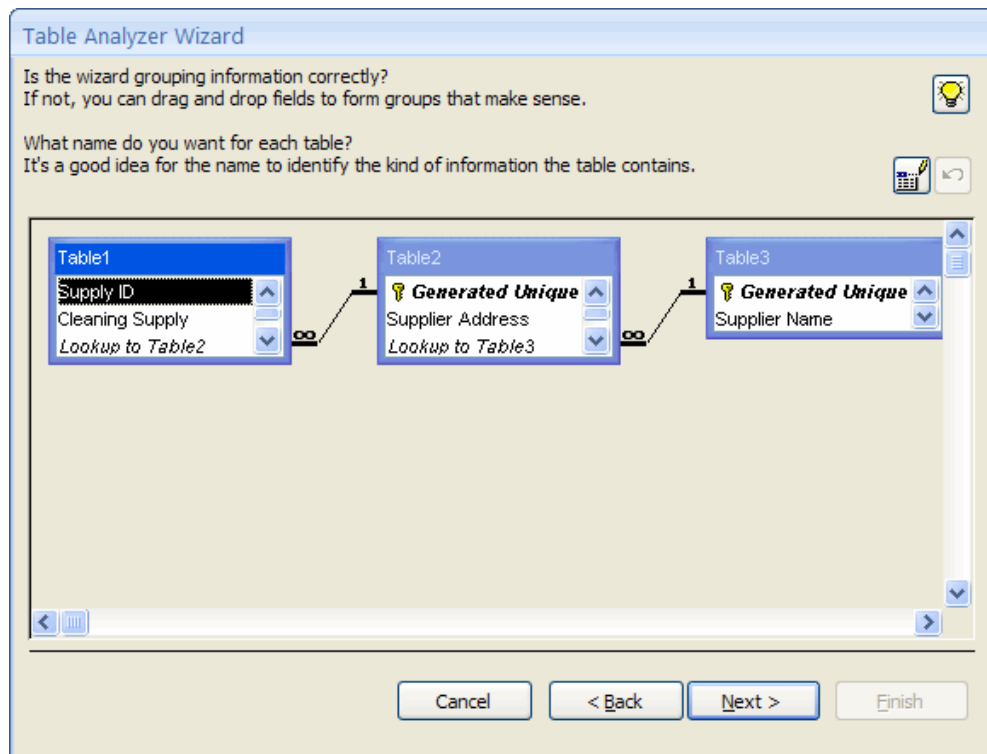 Table Analyzer Wizard
Is the wizard grouping information correctly?
If not, you can drag and drop fields to form groups that make sense.
What name do you want for each table?
It's a good idea for the name to identify the kind of information the table contains.
Table1
Supply ID
Cleaning Supply
Lookup to Table2
∞
1
Table2
Generated Unique
Supplier Address
Lookup to Table3
∞
1
Table3
Generated Unique
Supplier Name
Cancel
< Back
Next >
Finish